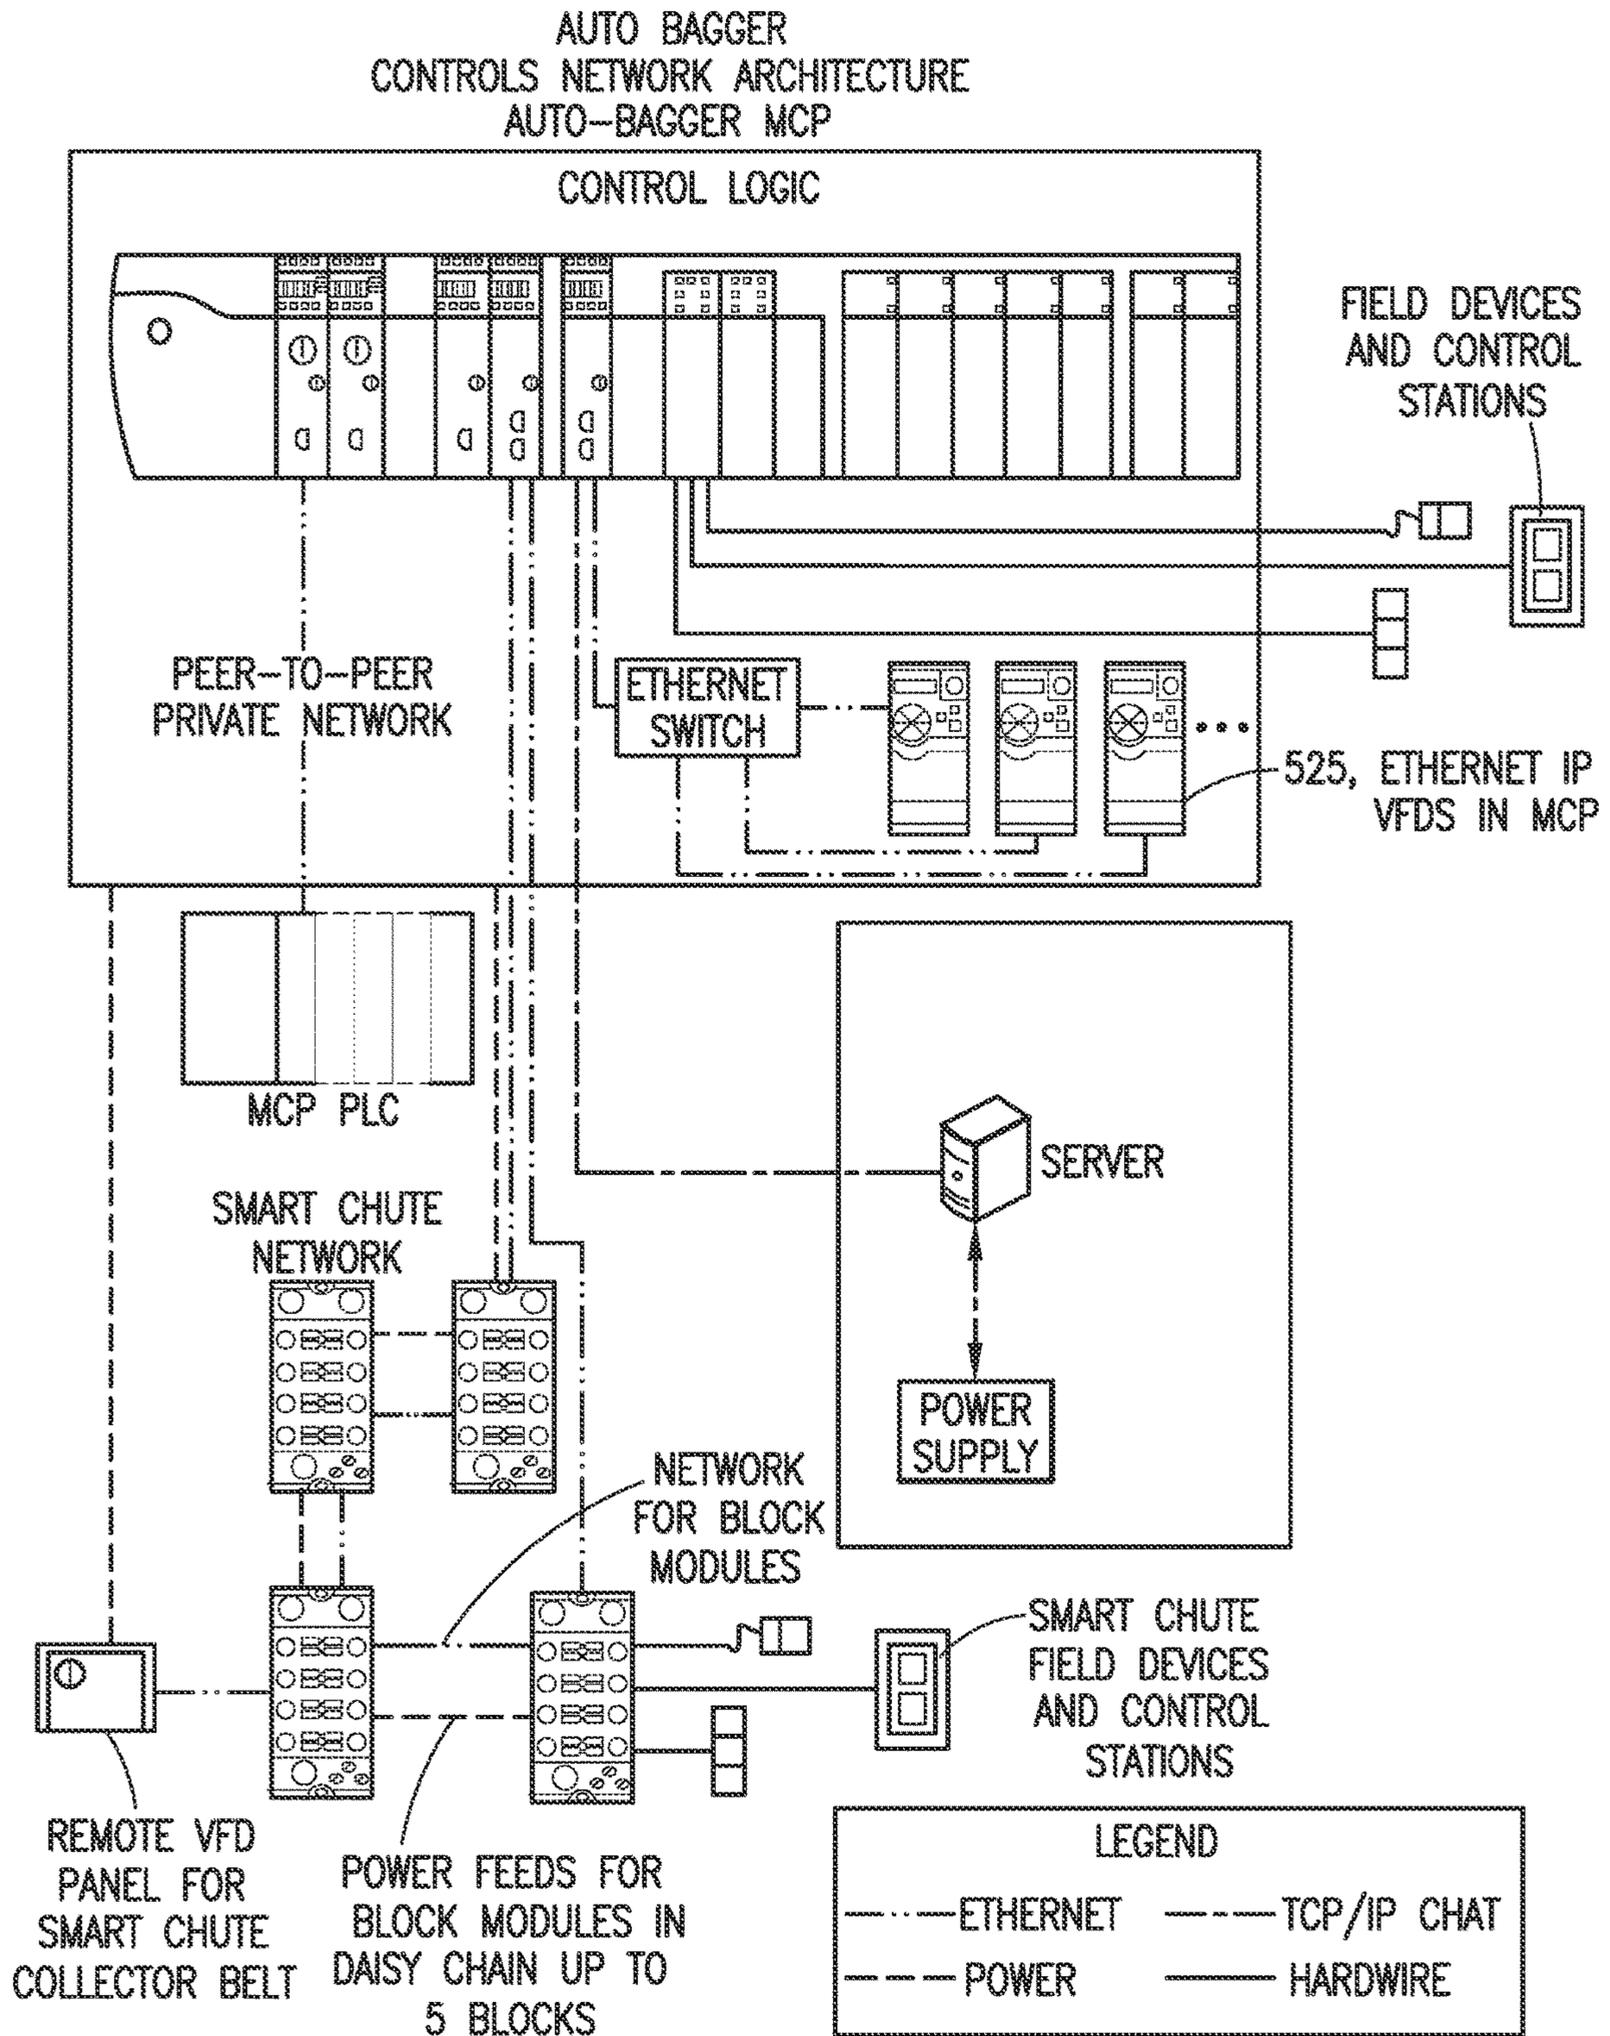 AUTO BAGGER
CONTROLS NETWORK ARCHITECTURE
AUTO-BAGGER MCP
CONTROL LOGIC
FIELD DEVICES
AND CONTROL
STATIONS
PEER-TO-PEER
PRIVATE NETWORK
ETHERNET
SWITCH
525, ETHERNET IP
VFDS IN MCP
MCP PLC
SERVER
SMART CHUTE
NETWORK
POWER
SUPPLY
NETWORK
FOR BLOCK
MODULES
SMART CHUTE
FIELD DEVICES
AND CONTROL
STATIONS
REMOTE VFD
PANEL FOR
SMART CHUTE
COLLECTOR BELT
POWER FEEDS FOR
BLOCK MODULES IN
DAISY CHAIN UP TO
5 BLOCKS
LEGEND
ETHERNET
TCP/IP CHAT
POWER
HARDWIRE